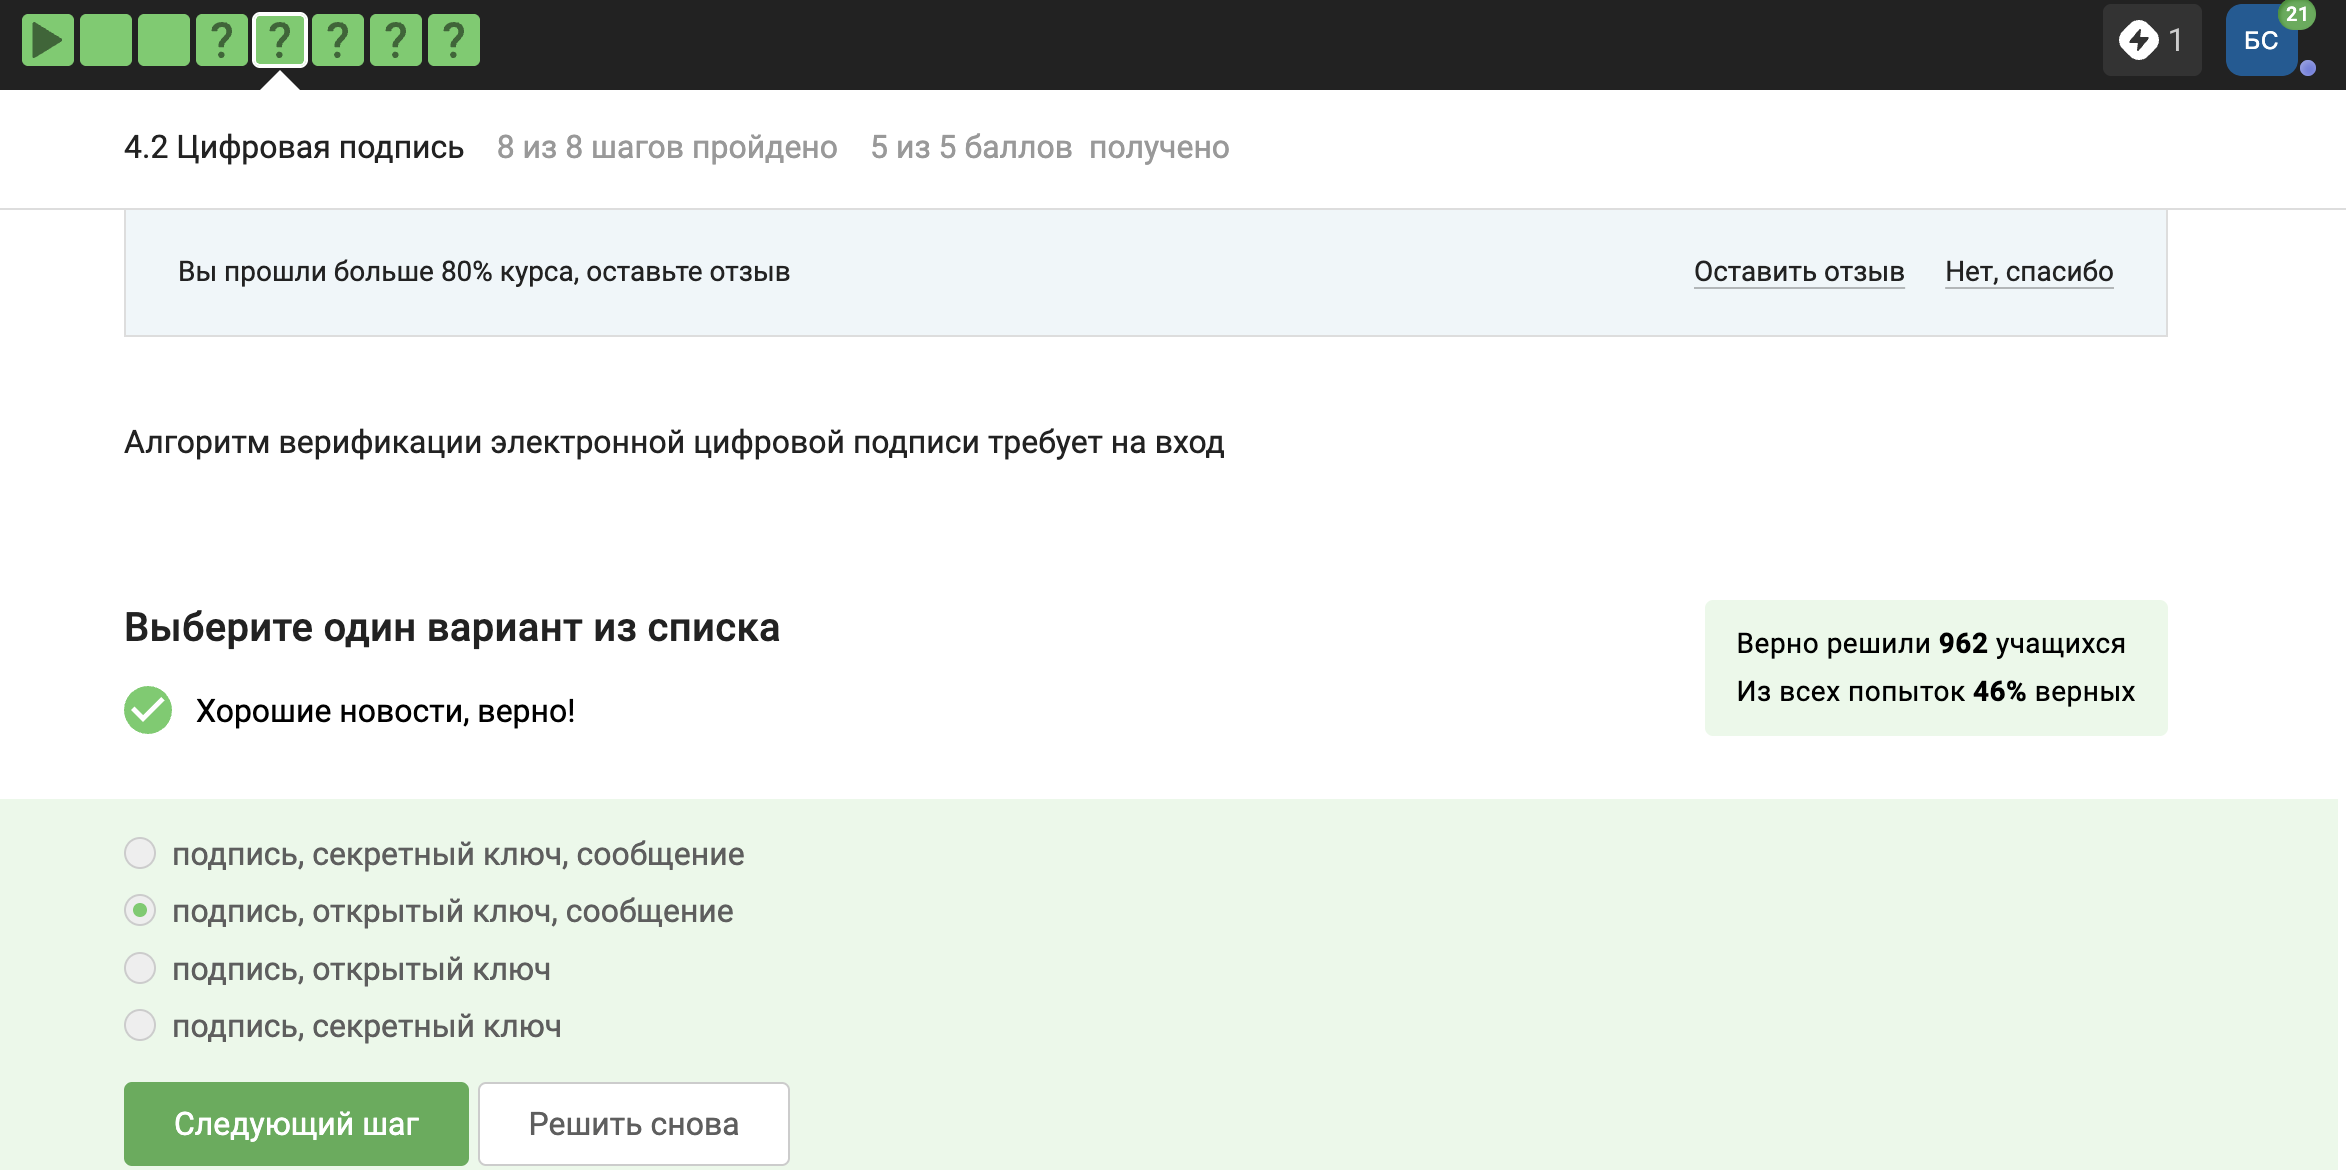 ? ? ? ? ?
1
БС
21
4.2 Цифровая подпись 8 из 8 шагов пройдено 5 из 5 баллов получено
Вы прошли больше 80% курса, оставьте отзыв
Оставить отзыв Нет, спасибо
Алгоритм верификации электронной цифровой подписи требует на вход
Выберите один вариант из списка
Хорошие новости, верно!
Верно решили 962 учащихся
Из всех попыток 46% верных
подпись, секретный ключ, сообщение
подпись, открытый ключ, сообщение
подпись, открытый ключ
подпись, секретный ключ
Следующий шаг Решить снова